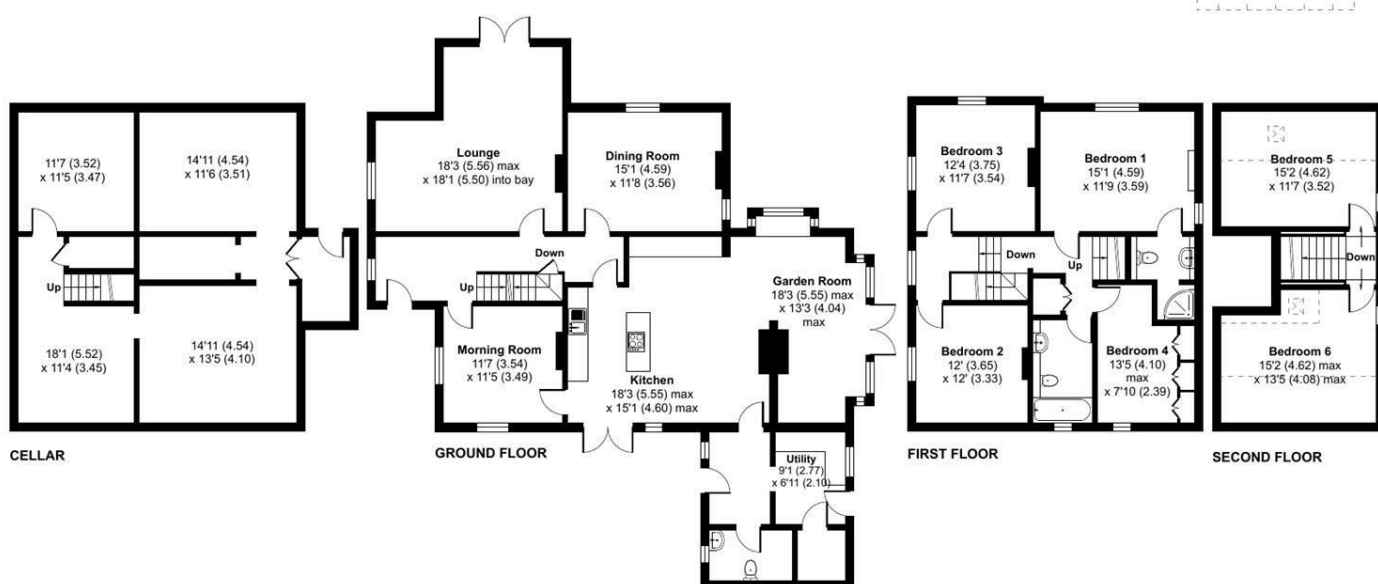 11'7 (3.52)
x 11'5 (3.47)
14'11 (4.54)
x 11'6 (3.51)
Up
18'1 (5.52)
x 11'4 (3.45)
14'11 (4.54)
x 13'5 (4.10)
CELLAR
Lounge
18'3 (5.56) max
x 18'1 (5.50) into bay
Dining Room
15'1 (4.59)
x 11'8 (3.56)
Down
Up
Garden Room
18'3 (5.55) max
x 13'3 (4.04)
max
Morning Room
11'7 (3.54)
x 11'5 (3.49)
Kitchen
18'3 (5.55) max
x 15'1 (4.60) max
Utility
9'1 (2.77)
x 6'11 (2.10)
GROUND FLOOR
Bedroom 3
12'4 (3.75)
x 11'7 (3.54)
Bedroom 1
15'1 (4.59)
x 11'9 (3.59)
Down
Up
Bedroom 2
12' (3.65)
x 12' (3.33)
Bedroom 4
13'5 (4.10)
max
x 7'10 (2.39)
FIRST FLOOR
Bedroom 5
15'2 (4.62)
x 11'7 (3.52)
Down
Bedroom 6
15'2 (4.62) max
x 13'5 (4.08) max
SECOND FLOOR